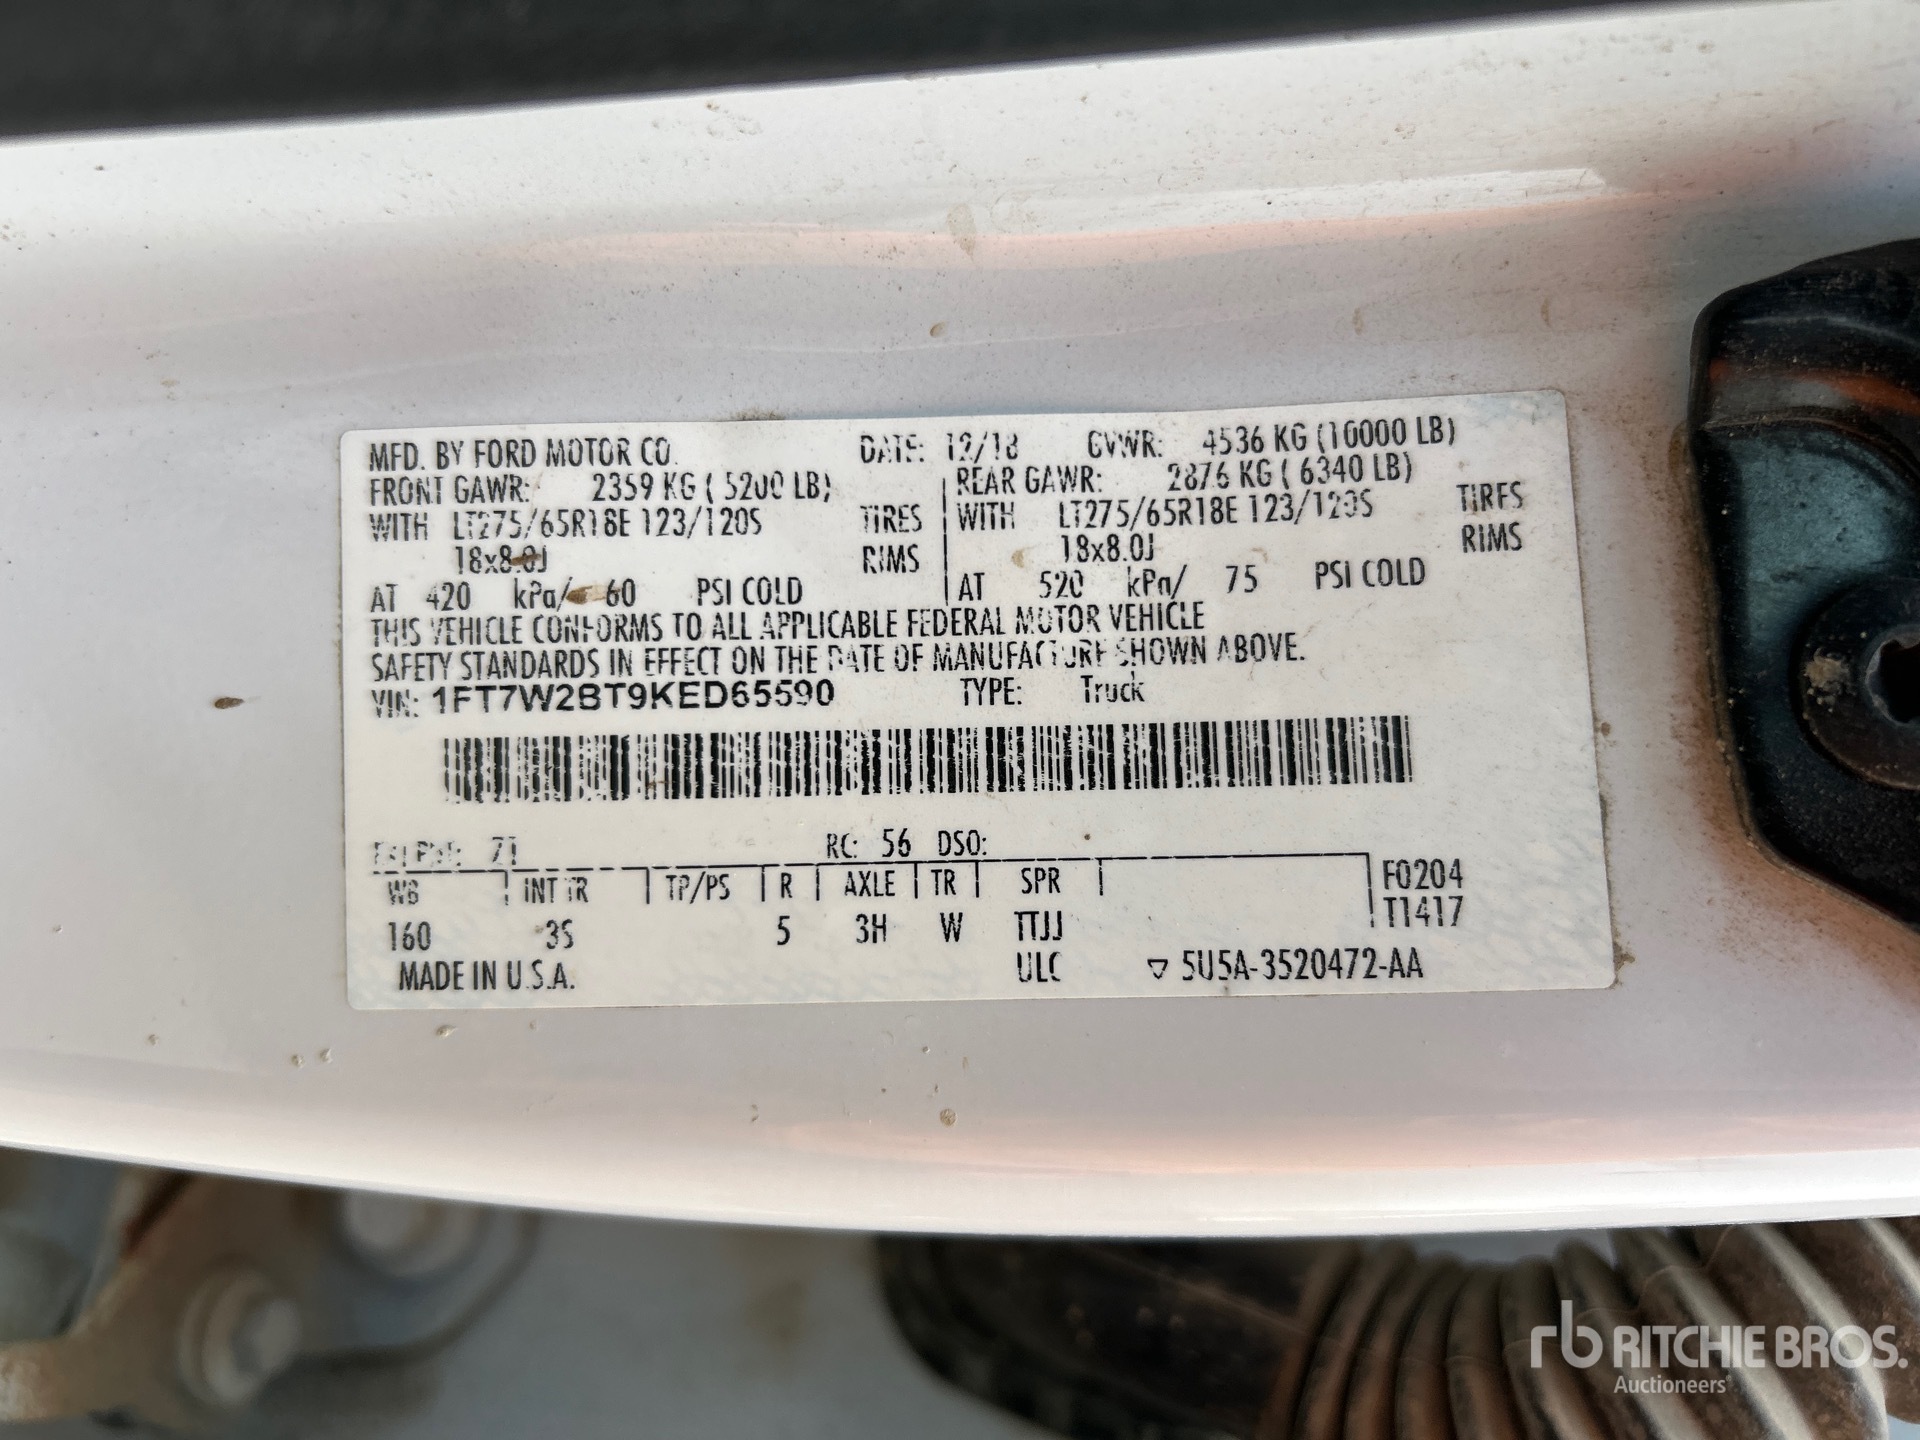 MFD. BY FORD MOTOR CO. DATE: 12/18 GVWR: 4536 KG (10000 LB)
FRONT GAWR: 2359 KG ( 5200 LB) REAR GAWR: 2876 KG ( 6340 LB)
WITH LT275/65R18E 123/120S TIRES WITH LT275/65R18E 123/120S TIRES
18x8.0J RIMS 18x8.0J RIMS
AT 420 kPa/ 60 PSI COLD AT 520 kPa/ 75 PSI COLD
THIS VEHICLE CONFORMS TO ALL APPLICABLE FEDERAL MOTOR VEHICLE
SAFETY STANDARDS IN EFFECT ON THE DATE OF MANUFACTURE SHOWN ABOVE.
VIN: 1FT7W2BT9KED65590 TYPE: Truck
RC: 56 DSO:
WB INT TR TP/PS R AXLE TR SPR F0204
160 3S 5 3H W TTJJ T1417
MADE IN U.S.A. ULC 5U5A-3520472-AA
rb RITCHIE BROS.
Auctioneers